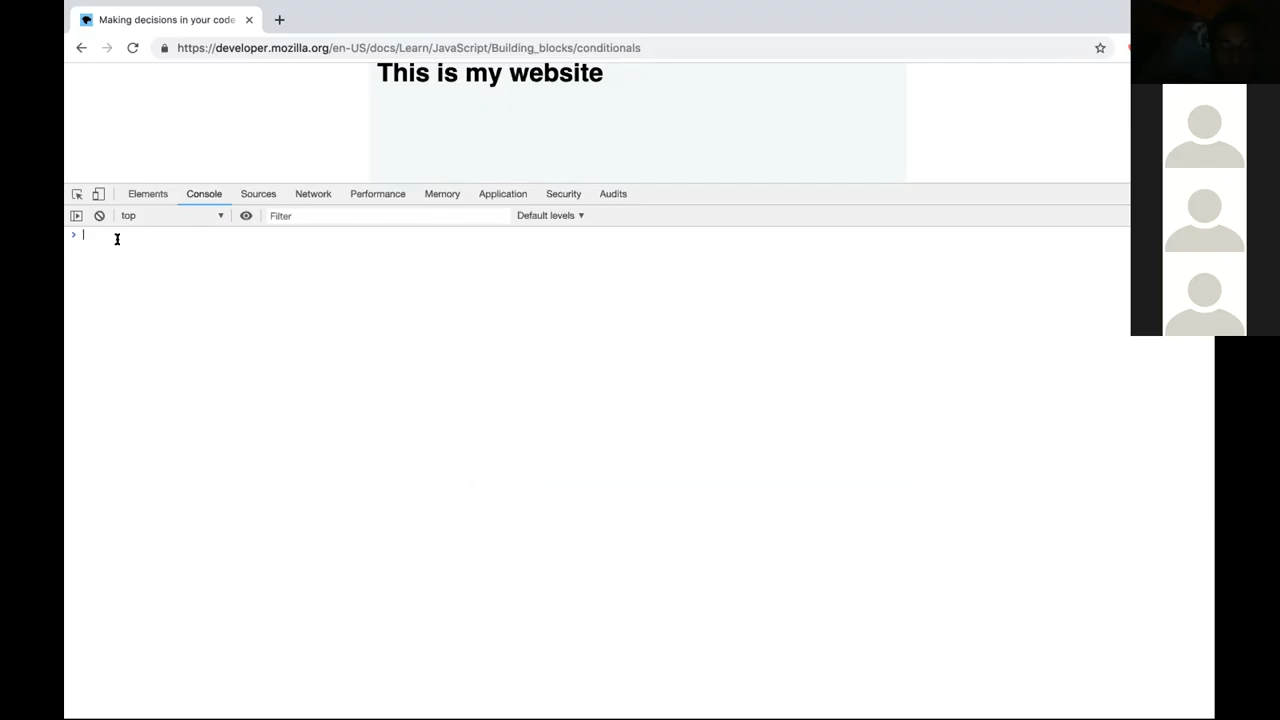 Making decisions in your code
https://developer.mozilla.org/en-US/docs/Learn/JavaScript/Building_blocks/conditionals
This is my website
Elements Console Sources Network Performance Memory Application Security Audits
top Filter Default levels